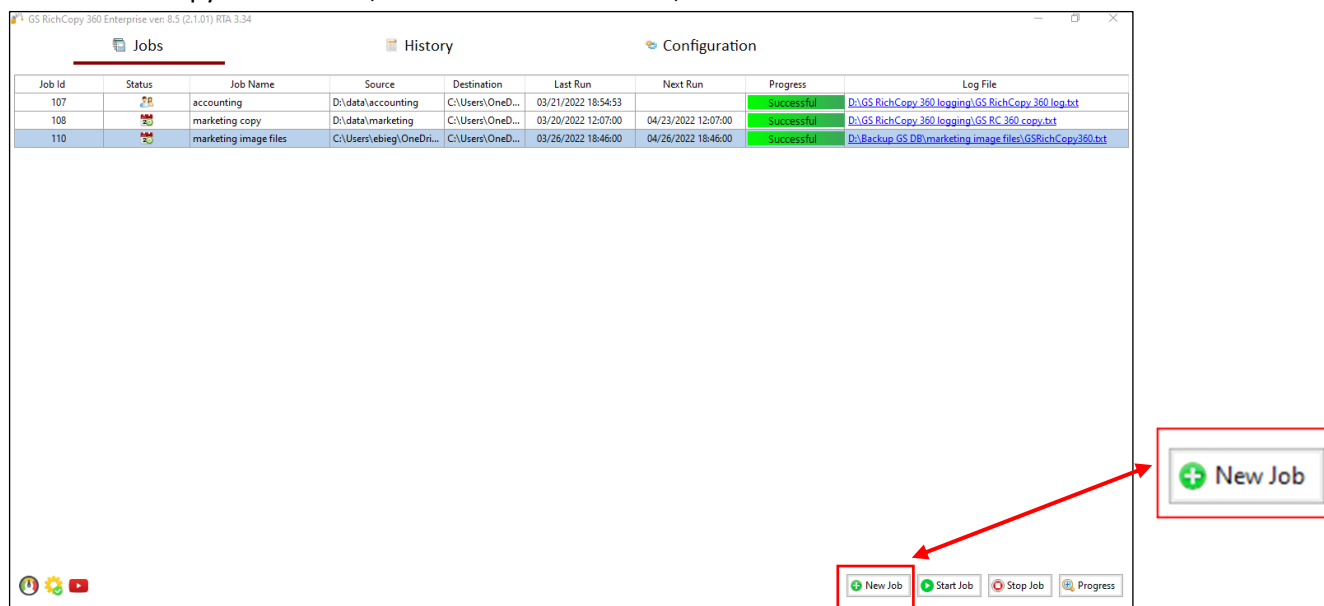 GS RichCopy 360 Enterprise ver: 8.5 (2.1.01) RTA 3.34
Jobs History Configuration
Job Id Status Job Name Source Destination Last Run Next Run Progress Log File
107 accounting D:\data\accounting C:\Users\OneD... 03/21/2022 18:54:53 Successful D:\GS RichCopy 360 logging\GS RichCopy 360 log.txt
108 marketing copy D:\data\marketing C:\Users\OneD... 03/20/2022 12:07:00 04/23/2022 12:07:00 Successful D:\GS RichCopy 360 logging\GS RC 360 copy.txt
110 marketing image files C:\Users\ebieg\OneDri... C:\Users\OneD... 03/26/2022 18:46:00 04/26/2022 18:46:00 Successful D:\Backup GS DB\marketing image files\GSRichCopy360.txt
New Job
New Job Start Job Stop Job Progress